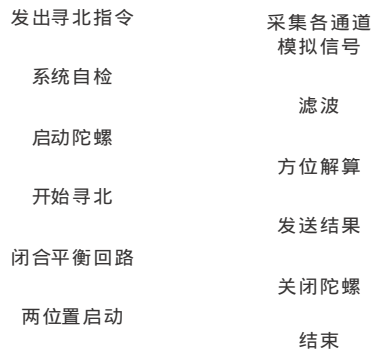 发出寻北指令
系统自检
启动陀螺
开始寻北
闭合平衡回路
两位置启动
采集各通道
模拟信号
滤波
方位解算
发送结果
关闭陀螺
结束